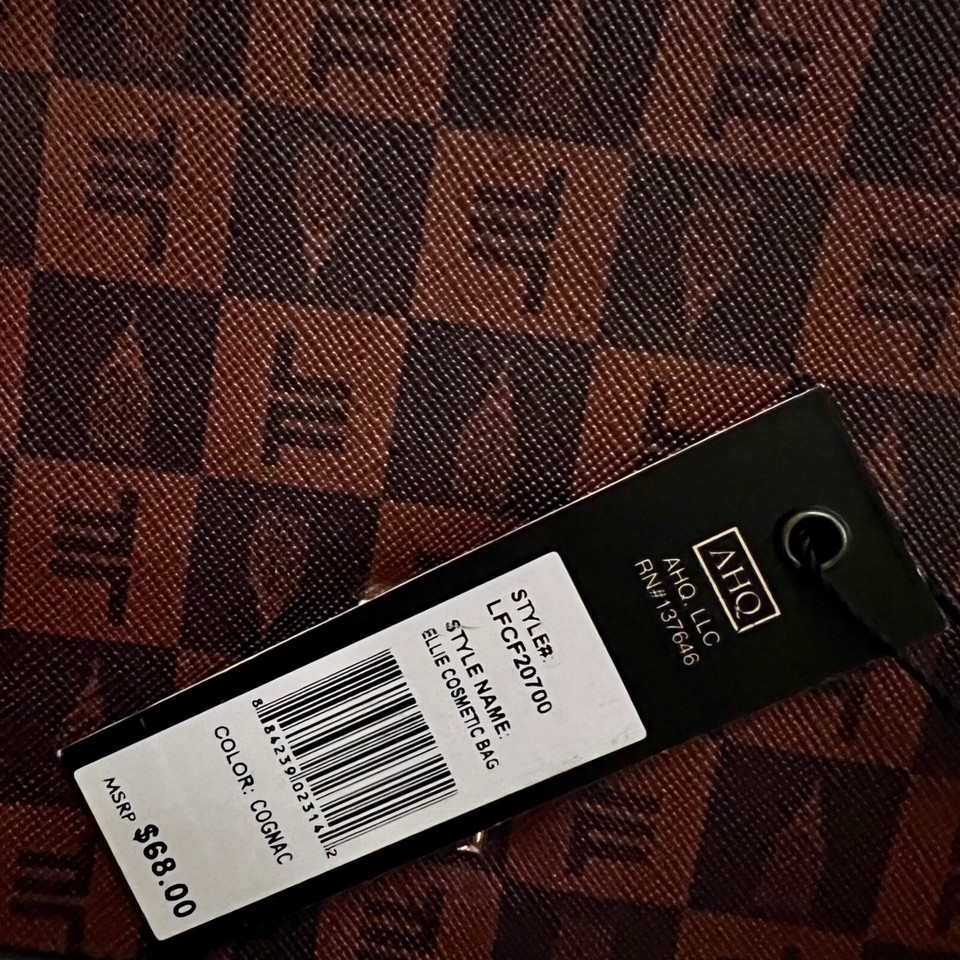 AHQ
AHQ, LLC
RN#137646
STYLE#:
LFCF20700
STYLE NAME:
ELLIE COSMETIC BAG
8 84239 02314 2
COLOR: COGNAC
MSRP $68.00